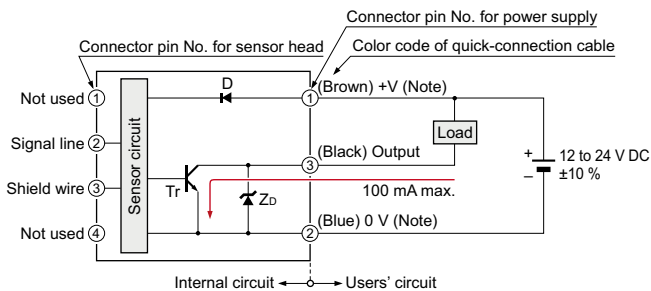 Connector pin No. for power supply
Connector pin No. for sensor head
Color code of quick-connection cable
D
(Brown) +V (Note)
Not used 1
1
Signal line 2
Sensor circuit
Load
(Black) Output
3
+
–
12 to 24 V DC
±10 %
Shield wire 3
Tr
ZD
100 mA max.
(Blue) 0 V (Note)
Not used 4
2
Internal circuit
Users' circuit